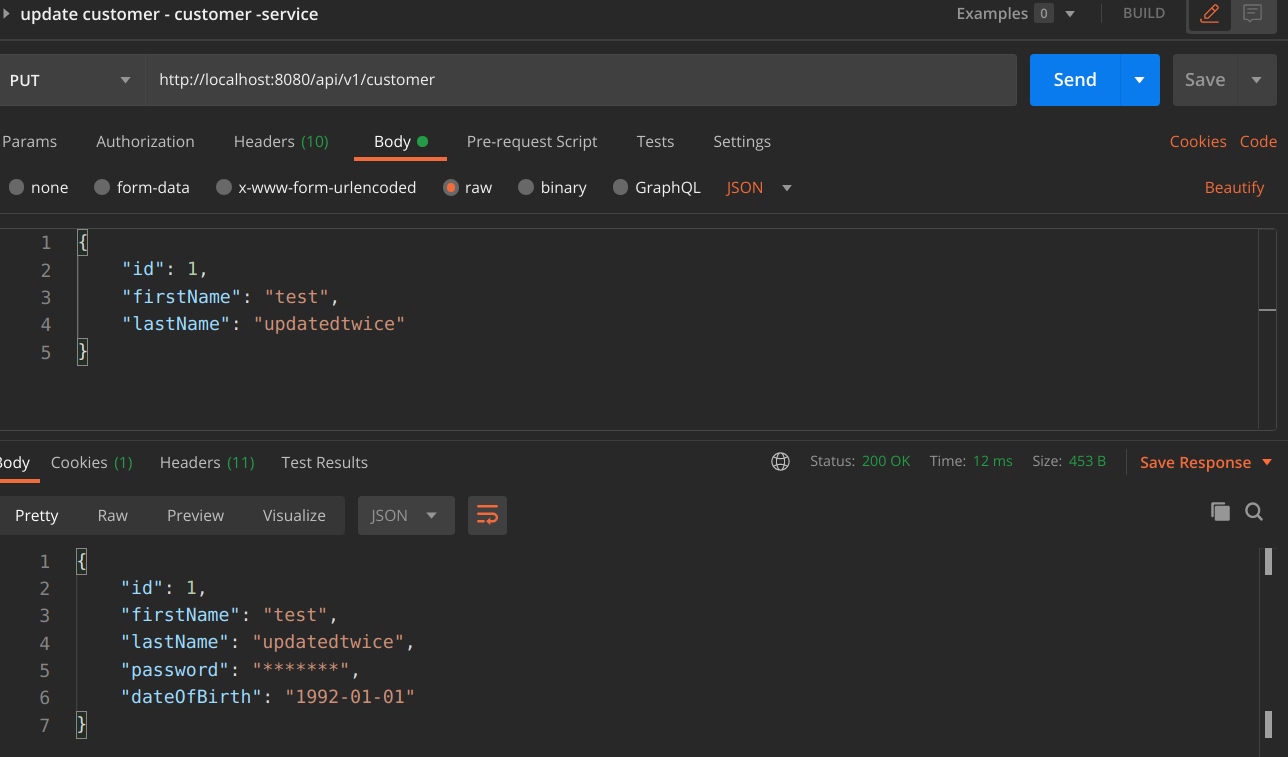 update customer - customer -service Examples 0 BUILD
PUT http://localhost:8080/api/v1/customer Send Save
Params Authorization Headers (10) Body Pre-request Script Tests Settings Cookies Code
none form-data x-www-form-urlencoded raw binary GraphQL JSON Beautify
1 {
2 "id": 1,
3 "firstName": "test",
4 "lastName": "updatedtwice"
5 }
Body Cookies (1) Headers (11) Test Results Status: 200 OK Time: 12 ms Size: 453 B Save Response
Pretty Raw Preview Visualize JSON
1 {
2 "id": 1,
3 "firstName": "test",
4 "lastName": "updatedtwice",
5 "password": "*******",
6 "dateOfBirth": "1992-01-01"
7 }